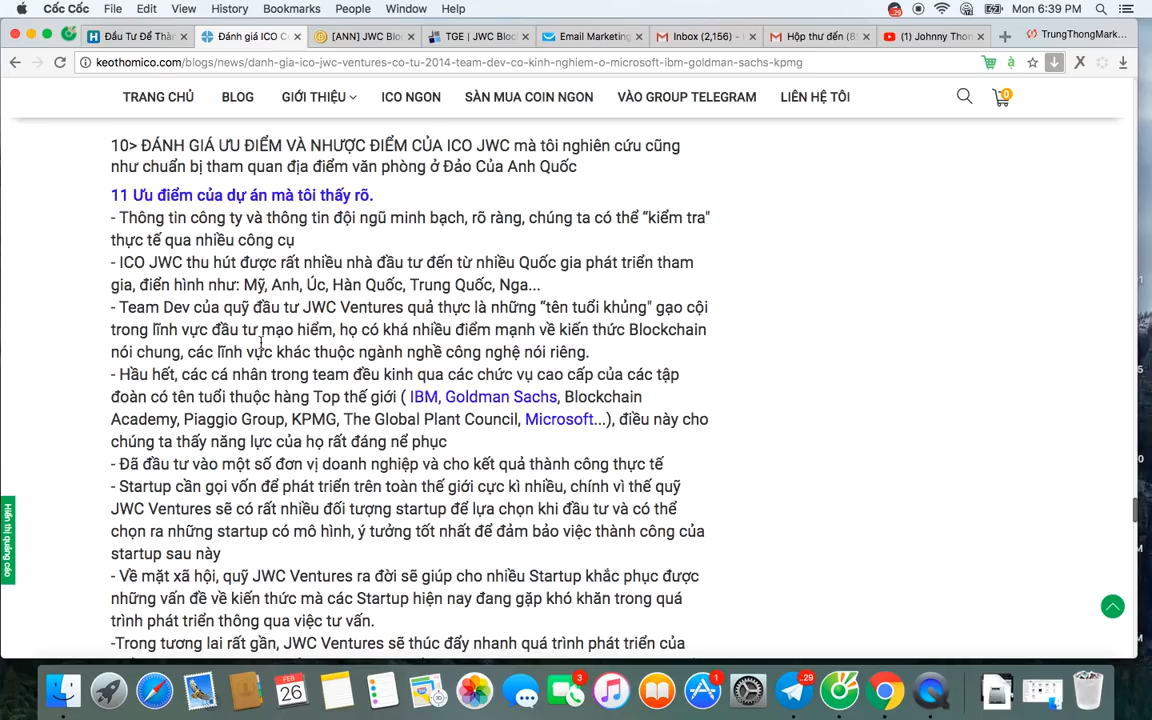 Cốc Cốc File Edit View History Bookmarks People Window Help Mon 6:39 PM
Đầu Tư Để Thàn
Đánh giá ICO C
[ANN] JWC Bloc
TGE | JWC Block
Email Marketing
Inbox (2,156) -
Hộp thư đến (8
(1) Johnny Thon
TrungThongMark...
keothomico.com/blogs/news/danh-gia-ico-jwc-ventures-co-tu-2014-team-dev-co-kinh-nghiem-o-microsoft-ibm-goldman-sachs-kpmg
TRANG CHỦ BLOG GIỚI THIỆU ICO NGON SÀN MUA COIN NGON VÀO GROUP TELEGRAM LIÊN HỆ TÔI
0
10> ĐÁNH GIÁ ƯU ĐIỂM VÀ NHƯỢC ĐIỂM CỦA ICO JWC mà tôi nghiên cứu cũng
như chuẩn bị tham quan địa điểm văn phòng ở Đảo Của Anh Quốc
11 Ưu điểm của dự án mà tôi thấy rõ.
- Thông tin công ty và thông tin đội ngũ minh bạch, rõ ràng, chúng ta có thể “kiểm tra"
thực tế qua nhiều công cụ
- ICO JWC thu hút được rất nhiều nhà đầu tư đến từ nhiều Quốc gia phát triển tham
gia, điển hình như: Mỹ, Anh, Úc, Hàn Quốc, Trung Quốc, Nga...
- Team Dev của quỹ đầu tư JWC Ventures quả thực là những “tên tuổi khủng" gạo cội
trong lĩnh vực đầu tư mạo hiểm, họ có khá nhiều điểm mạnh về kiến thức Blockchain
nói chung, các lĩnh vực khác thuộc ngành nghề công nghệ nói riêng.
- Hầu hết, các cá nhân trong team đều kinh qua các chức vụ cao cấp của các tập
đoàn có tên tuổi thuộc hàng Top thế giới ( IBM, Goldman Sachs, Blockchain
Academy, Piaggio Group, KPMG, The Global Plant Council, Microsoft...), điều này cho
chúng ta thấy năng lực của họ rất đáng nể phục
- Đã đầu tư vào một số đơn vị doanh nghiệp và cho kết quả thành công thực tế
- Startup cần gọi vốn để phát triển trên toàn thế giới cực kì nhiều, chính vì thế quỹ
JWC Ventures sẽ có rất nhiều đối tượng startup để lựa chọn khi đầu tư và có thể
chọn ra những startup có mô hình, ý tưởng tốt nhất để đảm bảo việc thành công của
startup sau này
- Về mặt xã hội, quỹ JWC Ventures ra đời sẽ giúp cho nhiều Startup khắc phục được
những vấn đề về kiến thức mà các Startup hiện nay đang gặp khó khăn trong quá
trình phát triển thông qua việc tư vấn.
-Trong tương lai rất gần, JWC Ventures sẽ thúc đẩy nhanh quá trình phát triển của
Hiển thị quảng cáo
FEB
26
3
1
29